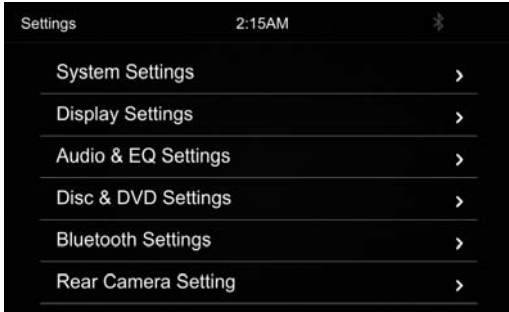 Settings 2:15AM
System Settings
Display Settings
Audio & EQ Settings
Disc & DVD Settings
Bluetooth Settings
Rear Camera Setting